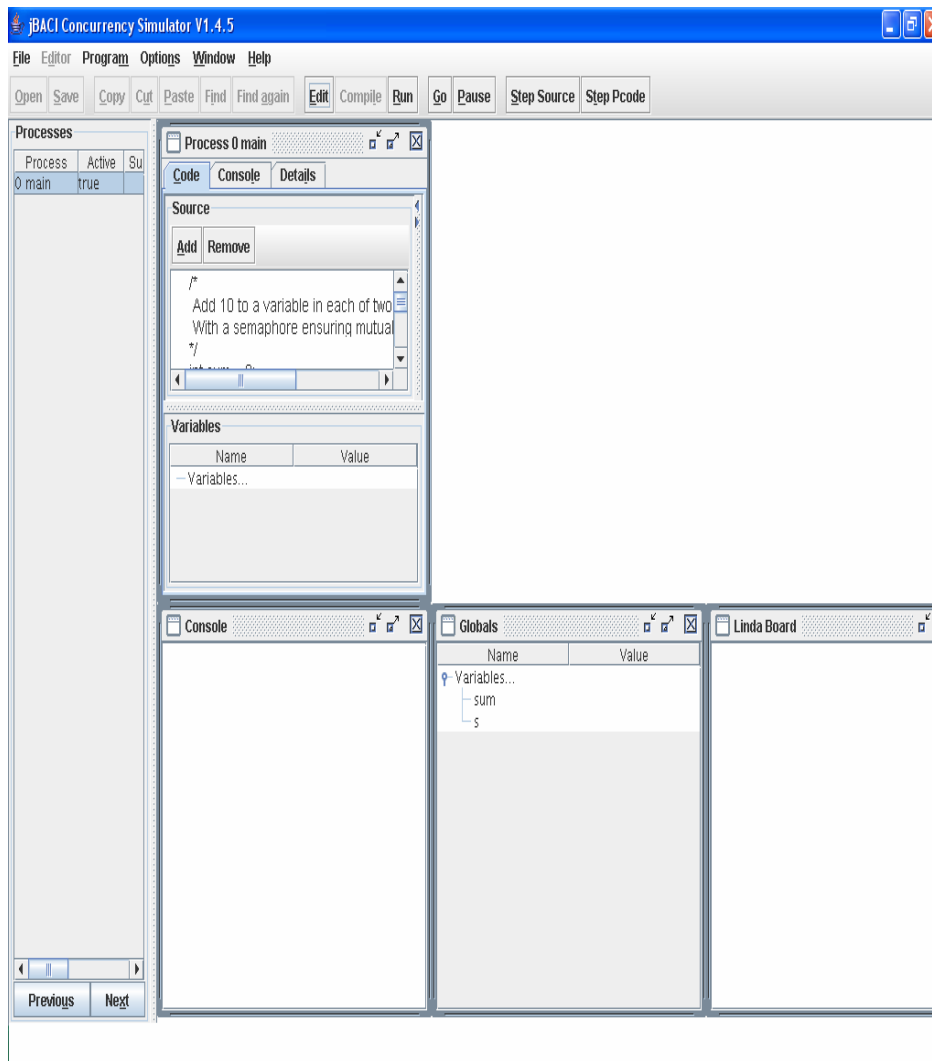 jBACI Concurrency Simulator V1.4.5
File Editor Program Options Window Help
Open Save Copy Cut Paste Find Find again Edit Compile Run Go Pause Step Source Step Pcode
Processes
Process Active Su
0 main true
Previous Next
Process 0 main
Code Console Details
Source
Add Remove
/*
Add 10 to a variable in each of two
With a semaphore ensuring mutual
*/
Variables
Name Value
Variables...
Console
Globals
Name Value
Variables...
sum
s
Linda Board